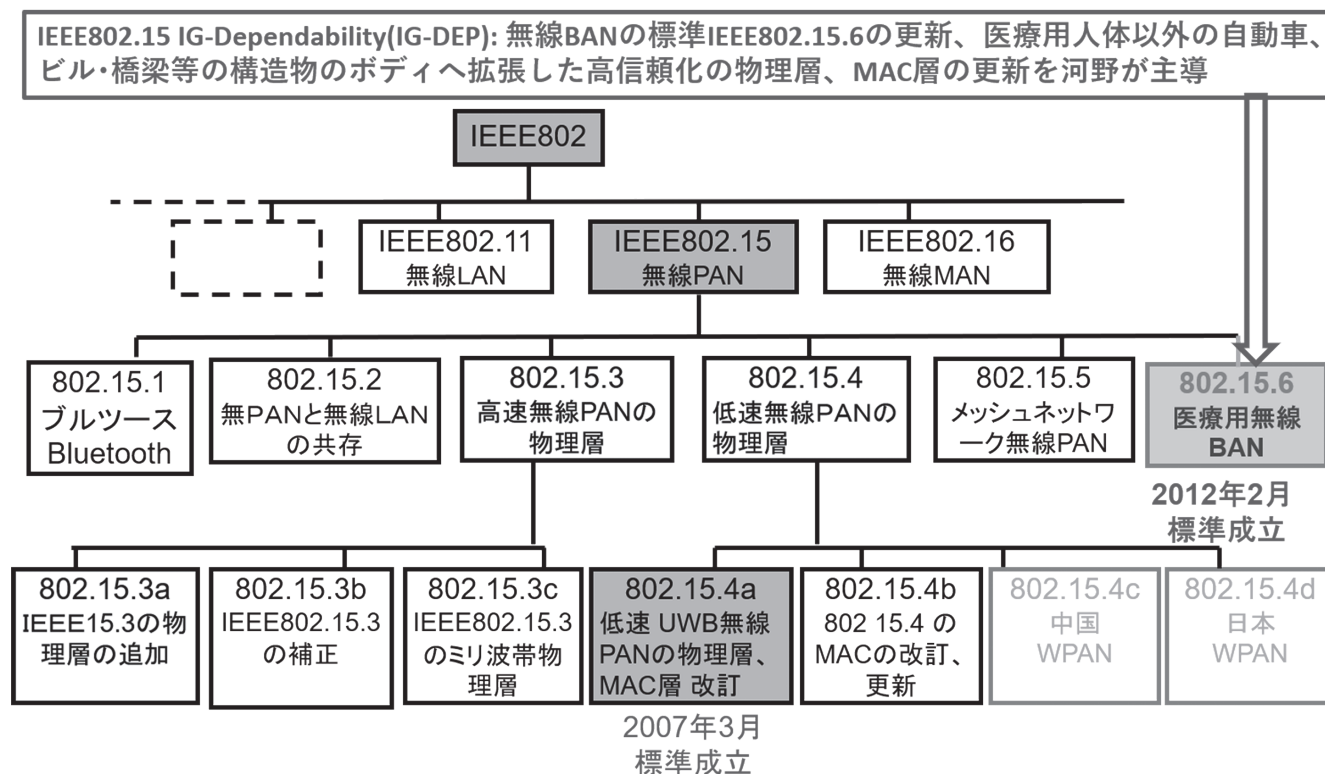 IEEE802.15 IG-Dependability(IG-DEP): 無線BANの標準IEEE802.15.6の更新、医療用人体以外の自動車、
ビル・橋梁等の構造物のボディへ拡張した高信頼化の物理層、MAC層の更新を河野が主導
IEEE802
IEEE802.11
無線LAN
IEEE802.15
無線PAN
IEEE802.16
無線MAN
802.15.1
ブルツース
Bluetooth
802.15.2
無PANと無線LAN
の共存
802.15.3
高速無線PANの
物理層
802.15.4
低速無線PANの
物理層
802.15.5
メッシュネットワ
ーク無線PAN
802.15.6
医療用無線
BAN
2012年2月
標準成立
802.15.3a
IEEE15.3の物
理層の追加
802.15.3b
IEEE802.15.3
の補正
802.15.3c
IEEE802.15.3
のミリ波帯物
理層
802.15.4a
低速 UWB無線
PANの物理層、
MAC層 改訂
2007年3月
標準成立
802.15.4b
802 15.4 の
MACの改訂、
更新
802.15.4c
中国
WPAN
802.15.4d
日本
WPAN